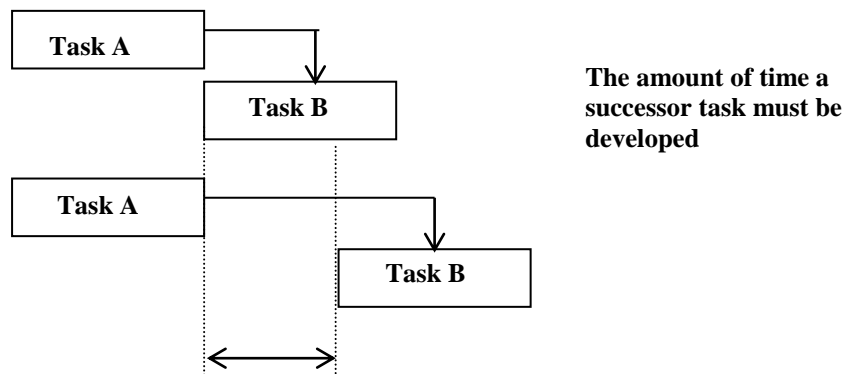 Task A
Task B
The amount of time a
successor task must be
developed
Task A
Task B